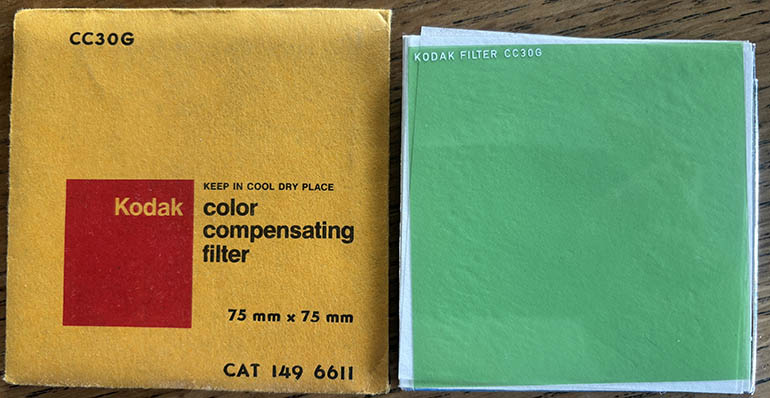 CC30G
KEEP IN COOL DRY PLACE
Kodak
color
compensating
filter
75 mm x 75 mm
CAT 149 6611
KODAK FILTER CC30G